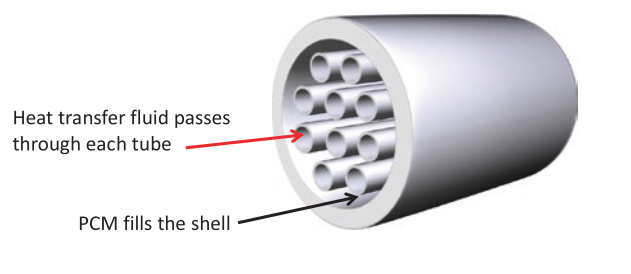 Heat transfer fluid passes
through each tube
PCM fills the shell